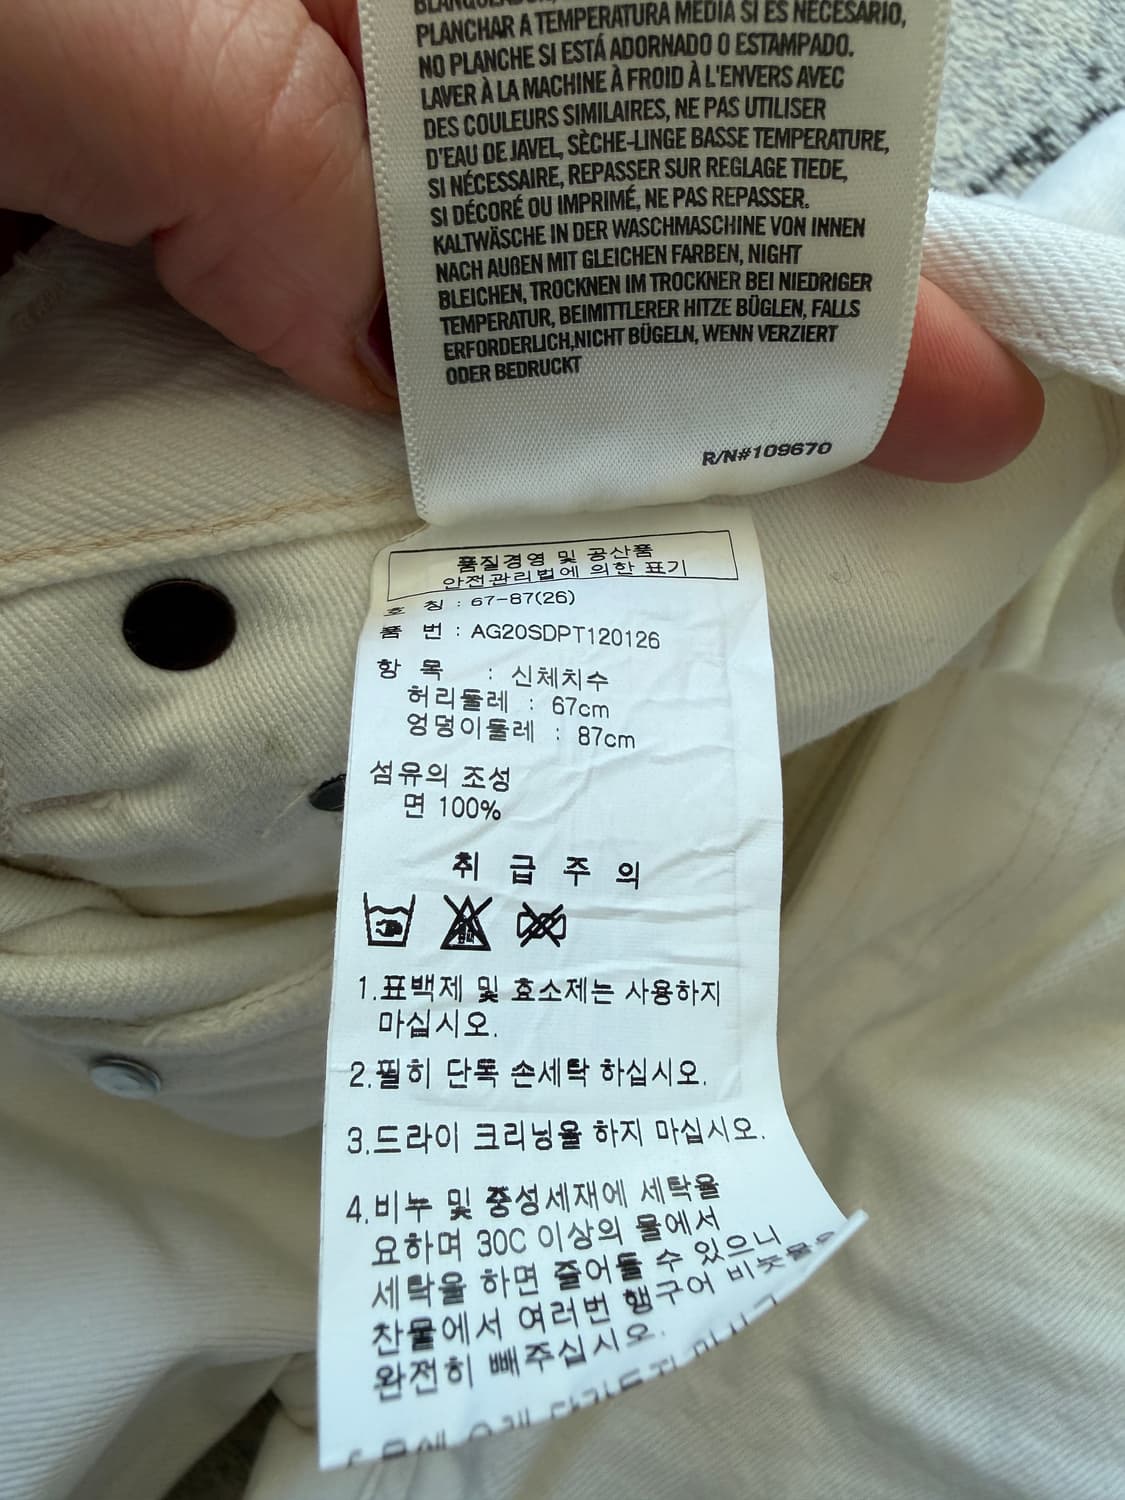 PLANCHAR A TEMPERATURA MEDIA SI ES NECESARIO,
NO PLANCHE SI ESTÁ ADORNADO O ESTAMPADO.
LAVER À LA MACHINE À FROID À L'ENVERS AVEC
DES COULEURS SIMILAIRES, NE PAS UTILISER
D'EAU DE JAVEL, SÈCHE-LINGE BASSE TEMPERATURE,
SI NÉCESSAIRE, REPASSER SUR REGLAGE TIEDE,
SI DÉCORÉ OU IMPRIMÉ, NE PAS REPASSER.
KALTWÄSCHE IN DER WASCHMASCHINE VON INNEN
NACH AUßEN MIT GLEICHEN FARBEN, NIGHT
BLEICHEN, TROCKNEN IM TROCKNER BEI NIEDRIGER
TEMPERATUR, BEIMITTLERER HITZE BÜGLEN, FALLS
ERFORDERLICH,NICHT BÜGELN, WENN VERZIERT
ODER BEDRUCKT
R/N#109670
품질경영 및 공산품
안전관리법에 의한 표기
호 칭 : 67-87(26)
품 번 : AG20SDPT120126
항 목 : 신체치수
허리둘레 : 67cm
엉덩이둘레 : 87cm
섬유의 조성
면 100%
취 급 주 의
1.표백제 및 효소제는 사용하지
마십시오.
2.필히 단독 손세탁 하십시오.
3.드라이 크리닝을 하지 마십시오.
4.비누 및 중성세재에 세탁을
요하며 30C 이상의 물에서
세탁을 하면 줄어들 수 있으니
찬물에서 여러번 행구어 비눗물을
완전히 빼주십시오.